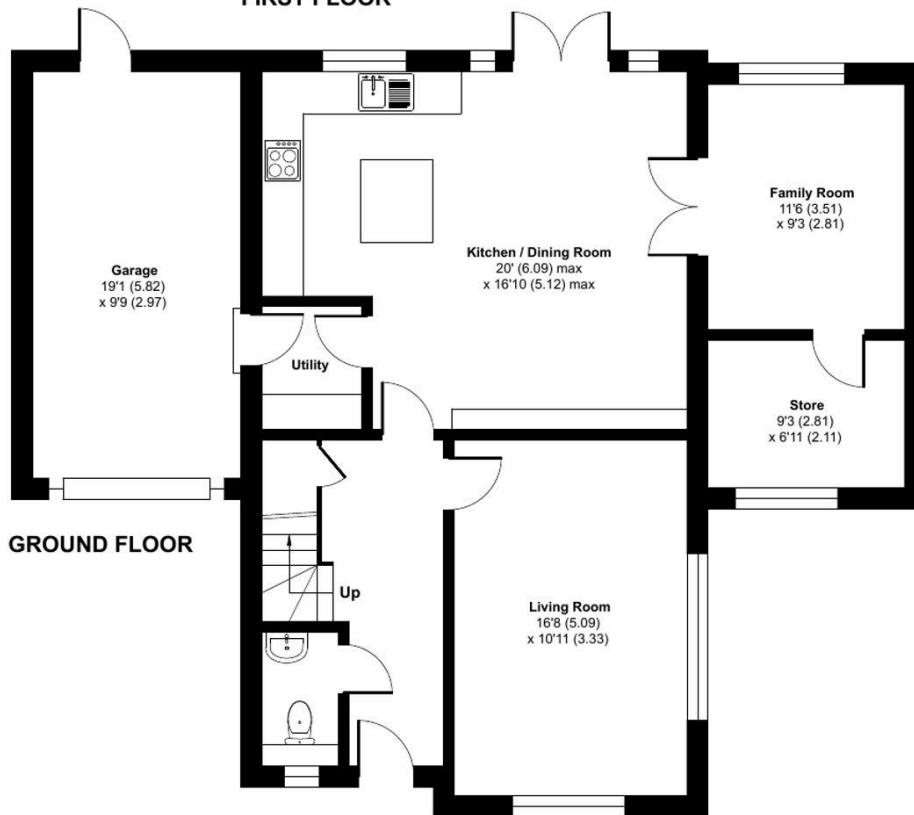 FIRST FLOOR
Garage
19'1 (5.82)
x 9'9 (2.97)
Kitchen / Dining Room
20' (6.09) max
x 16'10 (5.12) max
Family Room
11'6 (3.51)
x 9'3 (2.81)
Utility
Store
9'3 (2.81)
x 6'11 (2.11)
GROUND FLOOR
Up
Living Room
16'8 (5.09)
x 10'11 (3.33)